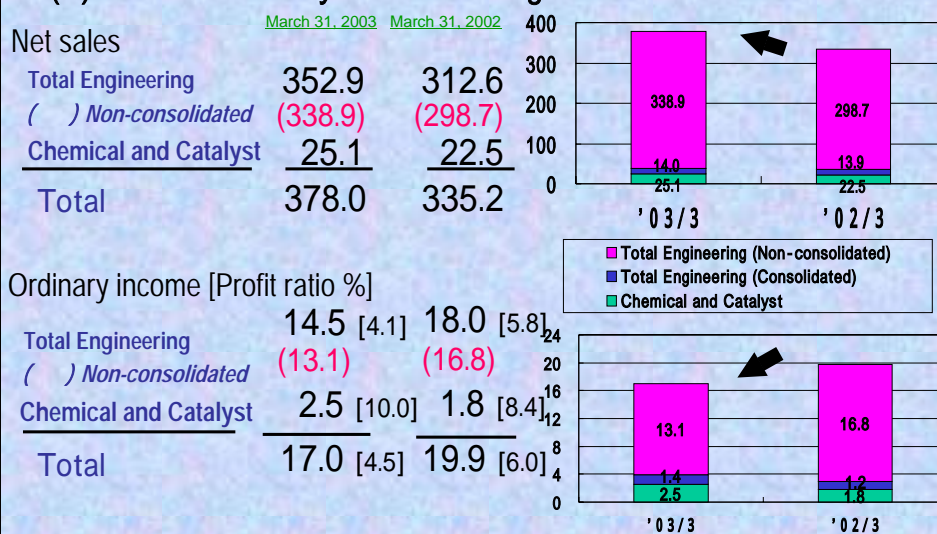 March 31, 2003 March 31, 2002
Net sales
Total Engineering 352.9 312.6
( ) Non-consolidated (338.9) (298.7)
Chemical and Catalyst 25.1 22.5
Total 378.0 335.2
400
300
200
100
0
338.9 298.7
14.0 13.9
25.1 22.5
'03/3 '02/3
Total Engineering (Non-consolidated)
Total Engineering (Consolidated)
Chemical and Catalyst
Ordinary income [Profit ratio %]
Total Engineering 14.5 [4.1] 18.0 [5.8]
( ) Non-consolidated (13.1) (16.8)
Chemical and Catalyst 2.5 [10.0] 1.8 [8.4]
Total 17.0 [4.5] 19.9 [6.0]
24
20
16
12
8
4
0
13.1 16.8
1.4 1.2
2.5 1.8
'03/3 '02/3